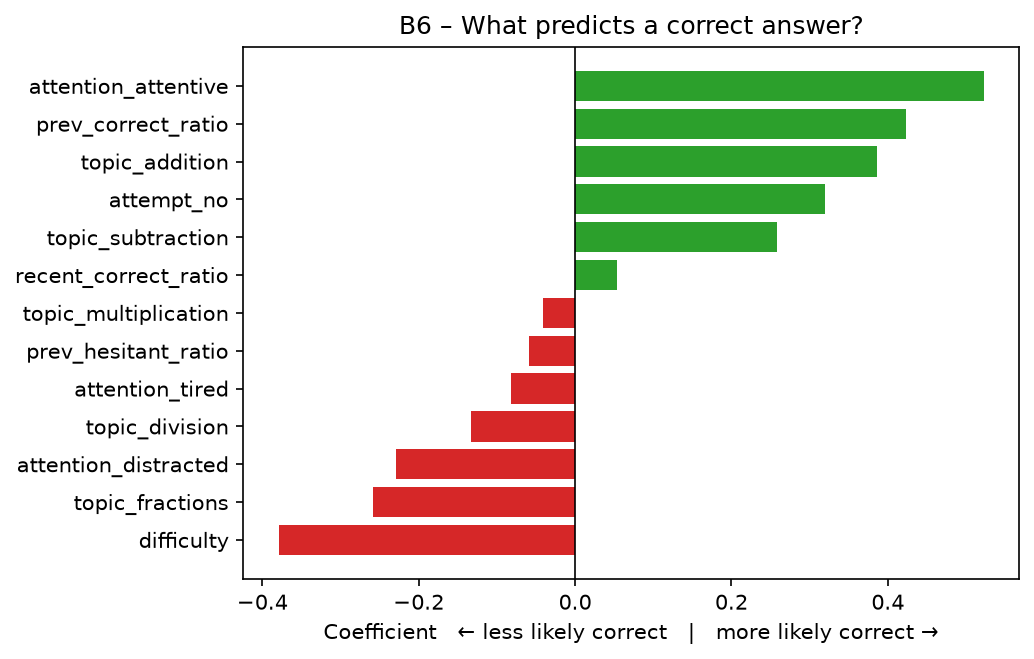 B6 – What predicts a correct answer?
attention_attentive
prev_correct_ratio
topic_addition
attempt_no
topic_subtraction
recent_correct_ratio
topic_multiplication
prev_hesitant_ratio
attention_tired
topic_division
attention_distracted
topic_fractions
difficulty
−0.4 −0.2 0.0 0.2 0.4
Coefficient ← less likely correct | more likely correct →